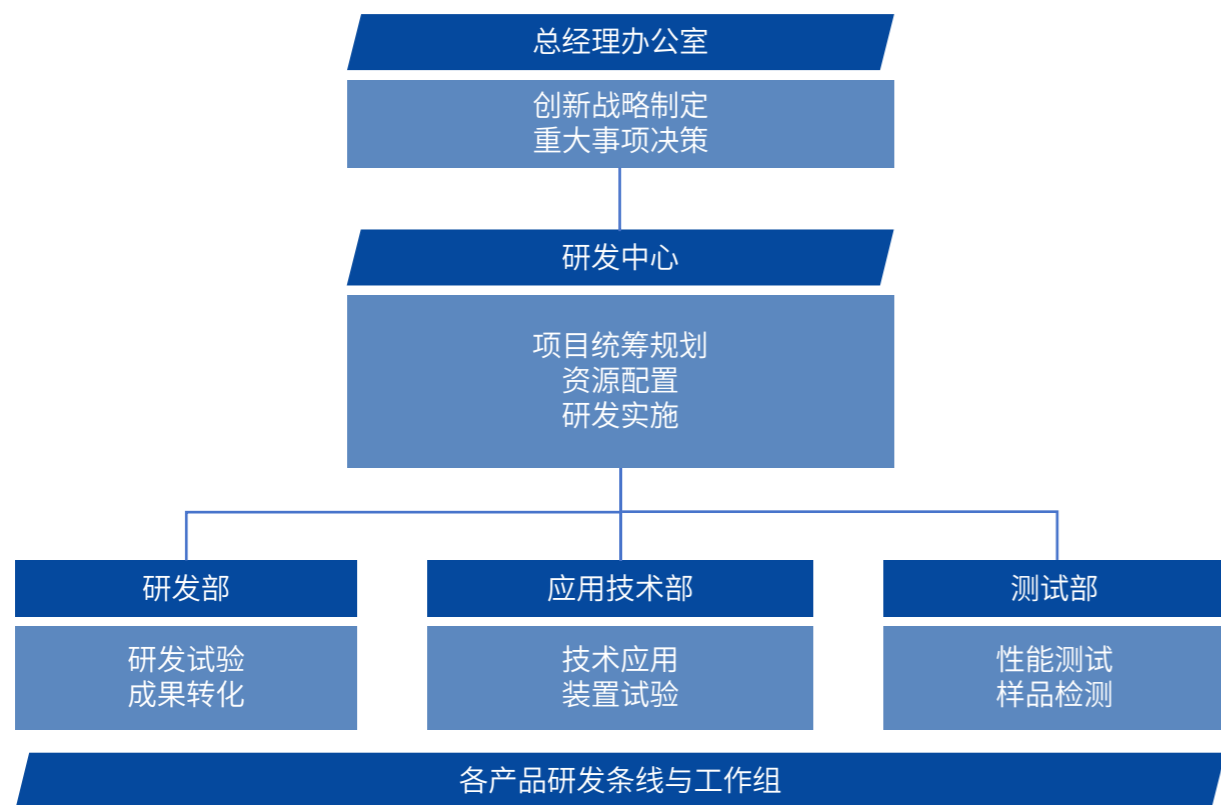 总经理办公室
创新战略制定
重大事项决策
研发中心
项目统筹规划
资源配置
研发实施
研发部
应用技术部
测试部
研发试验
成果转化
技术应用
装置试验
性能测试
样品检测
各产品研发条线与工作组